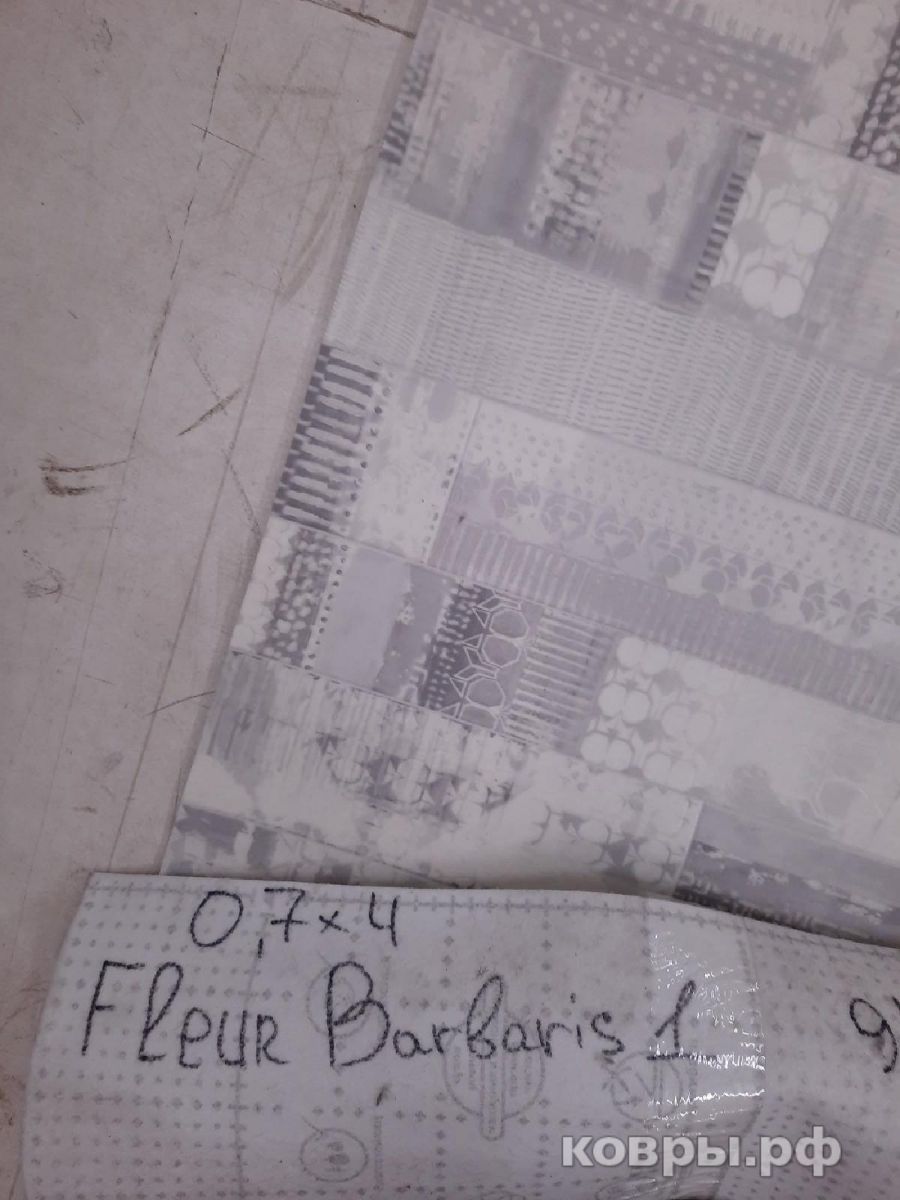 0,7×4
Fleur Barbaris 1
ковры.рф